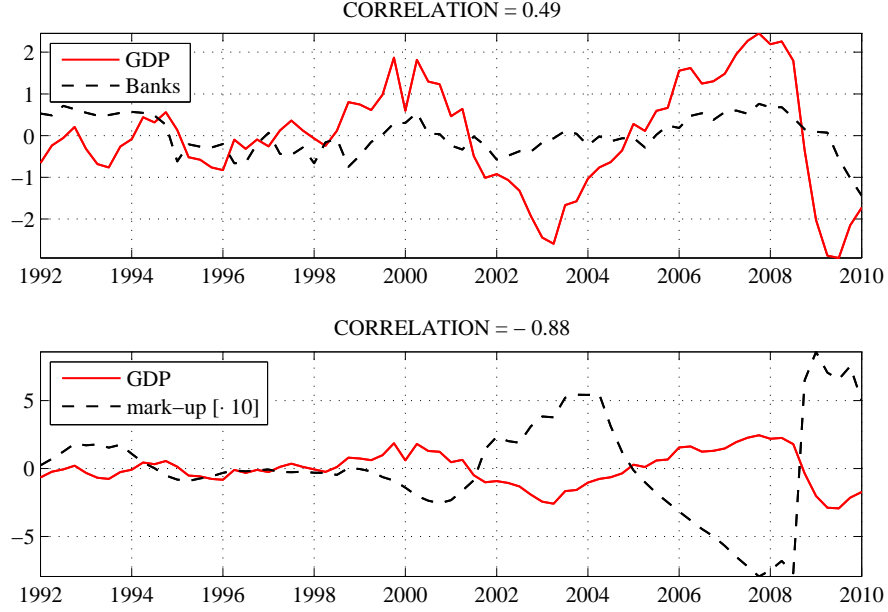 CORRELATION = 0.49
GDP
Banks
2
1
0
−1
−2
1992 1994 1996 1998 2000 2002 2004 2006 2008 2010
CORRELATION = − 0.88
GDP
mark−up [· 10]
5
0
−5
1992 1994 1996 1998 2000 2002 2004 2006 2008 2010